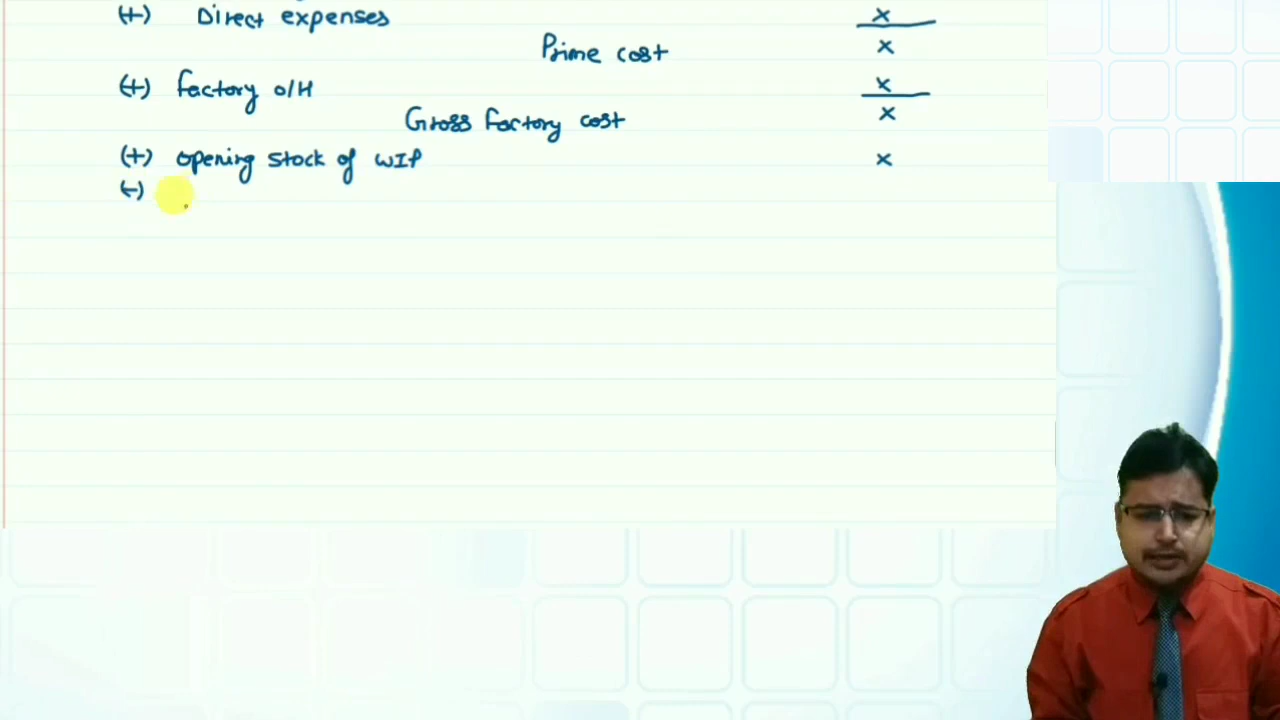 (+) Direct expenses x
Prime cost x
(+) factory o/H x
Gross factory cost x
(+) opening stock of WIP x
(-)